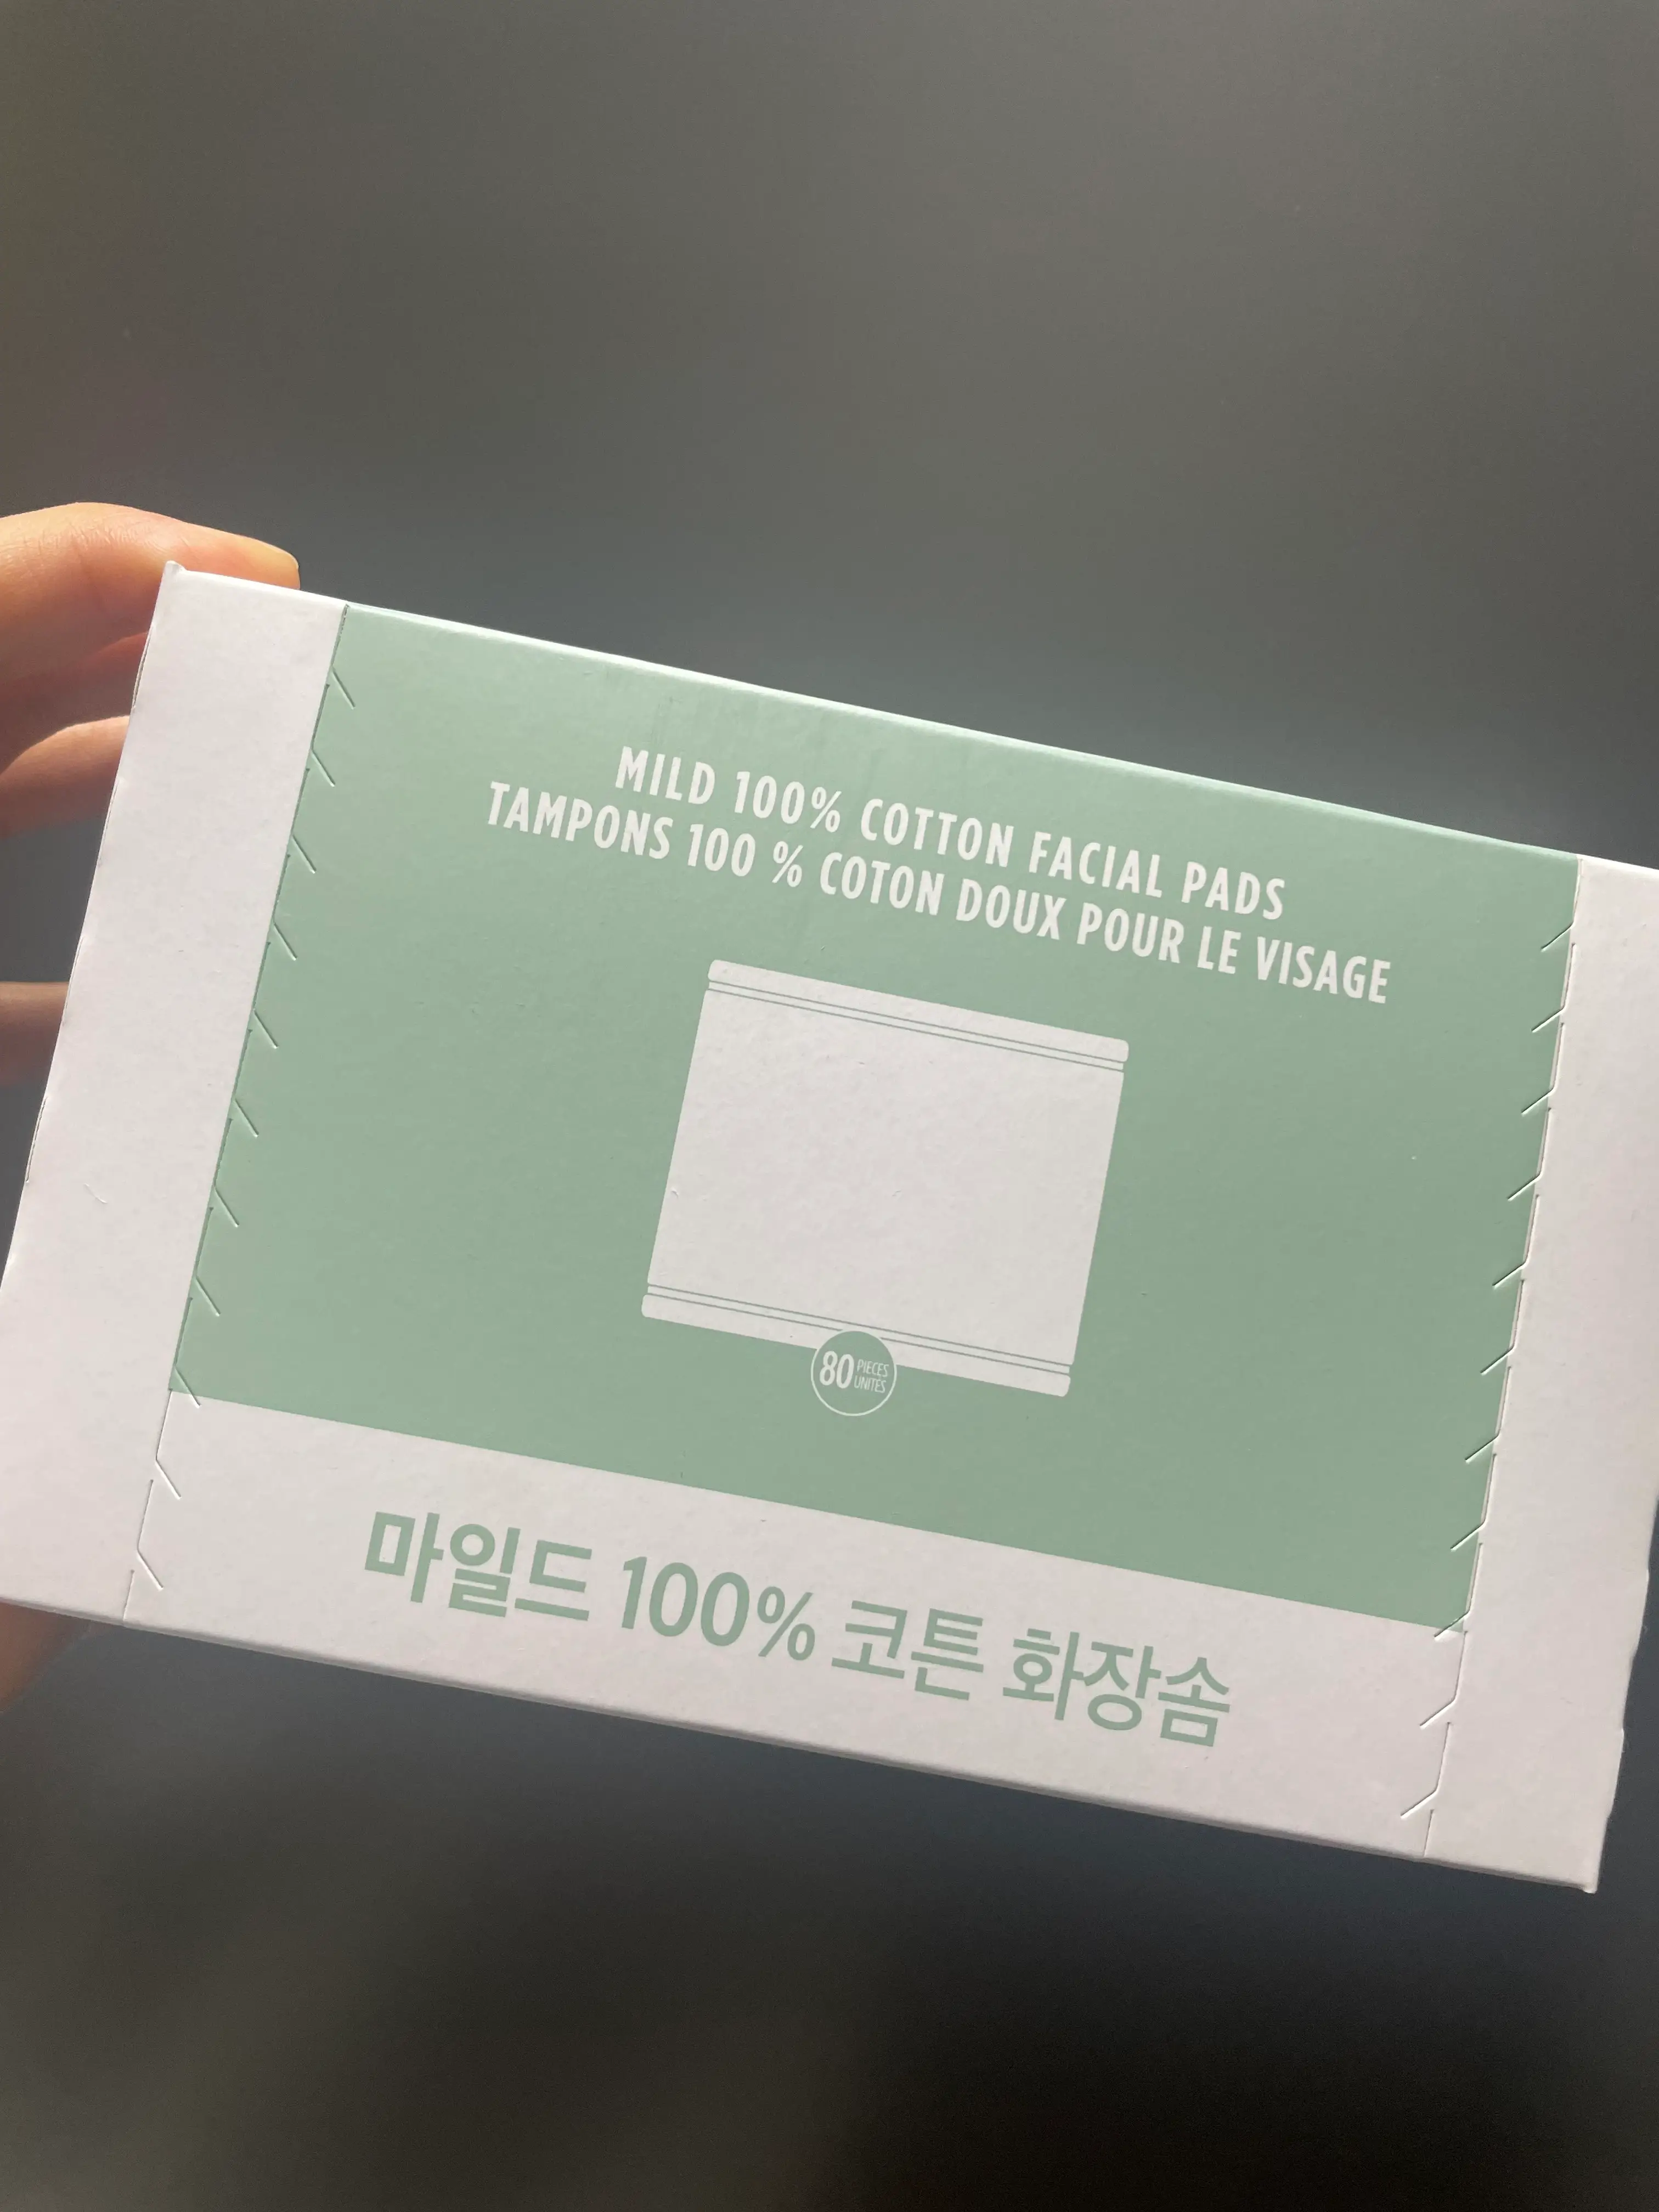 MILD 100% COTTON FACIAL PADS
TAMPONS 100 % COTON DOUX POUR LE VISAGE
80 PIECES
UNITÉS
마일드 100% 코튼 화장솜